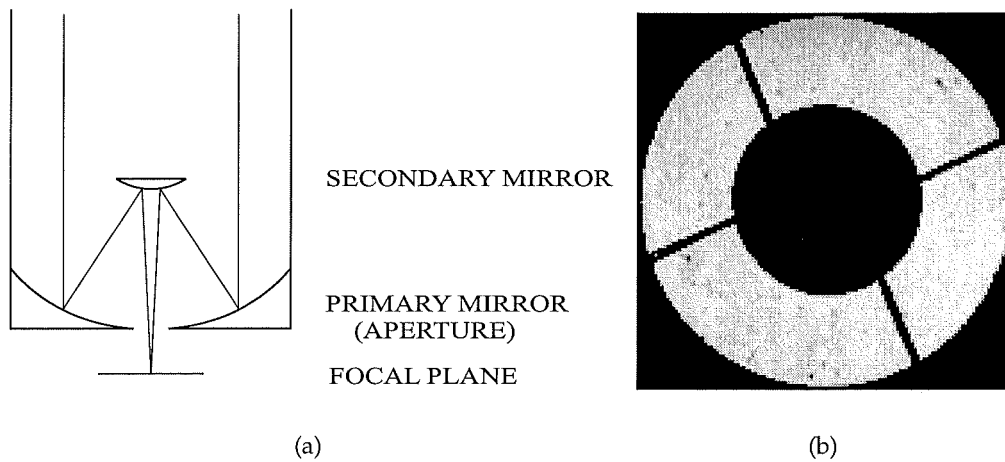 SECONDARY MIRROR
PRIMARY MIRROR
(APERTURE)
FOCAL PLANE
(a)
(b)